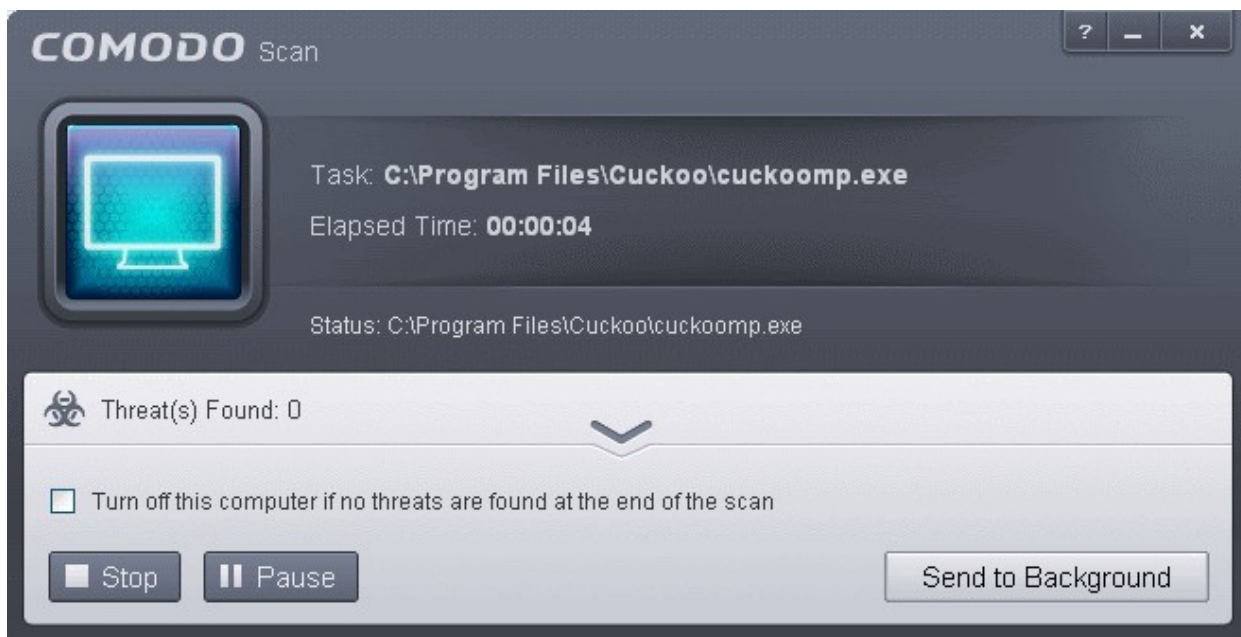 COMODO Scan
Task: C:\Program Files\Cuckoo\cuckoomp.exe
Elapsed Time: 00:00:04
Status: C:\Program Files\Cuckoo\cuckoomp.exe
Threat(s) Found: 0
Turn off this computer if no threats are found at the end of the scan
Stop
Pause
Send to Background